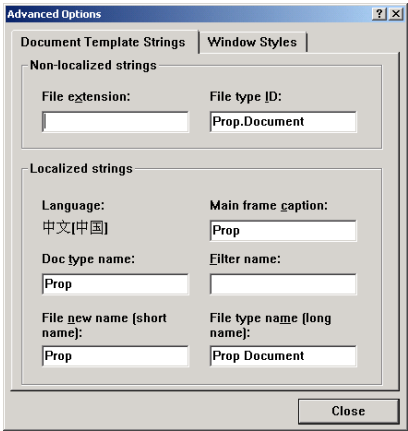 Advanced Options
Document Template Strings Window Styles
Non-localized strings
File extension: File type ID:
Prop.Document
Localized strings
Language: Main frame caption:
中文[中国] Prop
Doc type name: Filter name:
Prop
File new name (short name): File type name (long name):
Prop Prop Document
Close